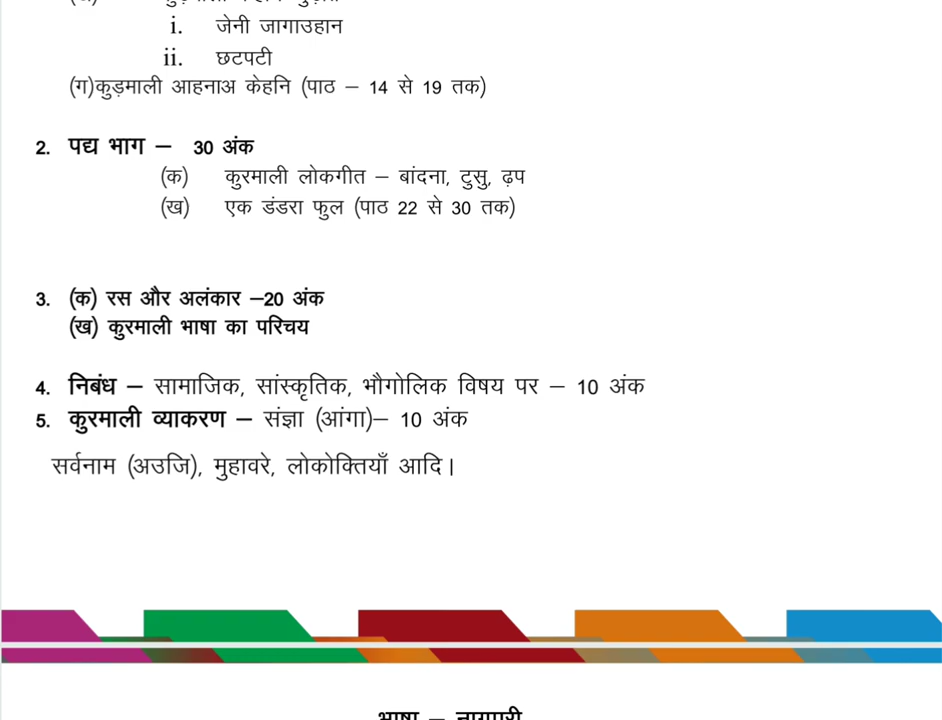 i. जेनी जागाउहान
ii. छटपटी
(ग)कुड़माली आहनाअ केहनि (पाठ – 14 से 19 तक)
2. पद्य भाग – 30 अंक
(क) कुरमाली लोकगीत – बांदना, टुसु, ढ़प
(ख) एक डंडरा फुल (पाठ 22 से 30 तक)
3. (क) रस और अलंकार –20 अंक
(ख) कुरमाली भाषा का परिचय
4. निबंध – सामाजिक, सांस्कृतिक, भौगोलिक विषय पर – 10 अंक
5. कुरमाली व्याकरण – संज्ञा (आंगा)– 10 अंक
सर्वनाम (अउजि), मुहावरे, लोकोक्तियाँ आदि।
भाषा – नागपुरी